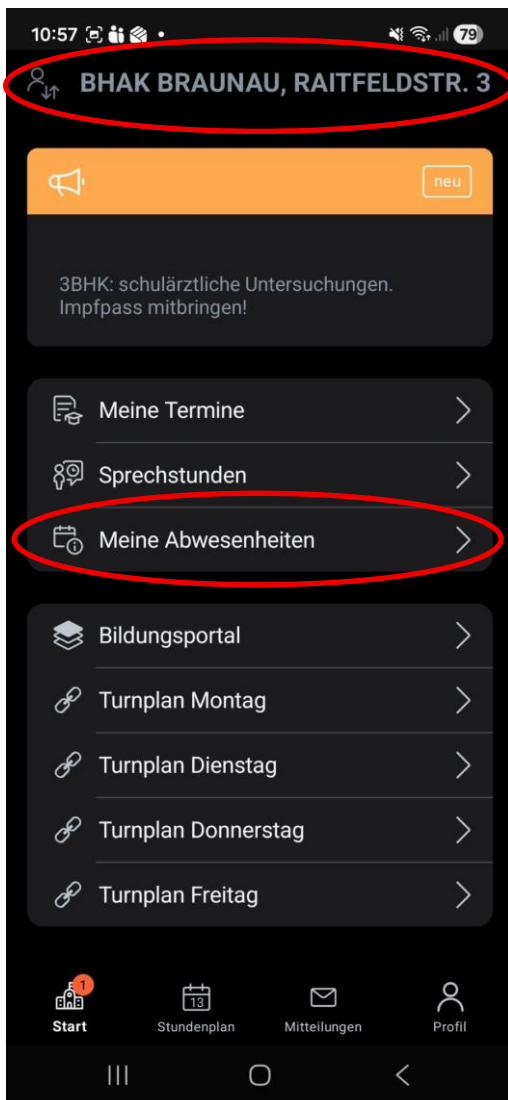 10:57 79
BHAK BRAUNAU, RAITFELDSTR. 3
neu
3BHK: schulärztliche Untersuchungen.
Impfpass mitbringen!
Meine Termine
Sprechstunden
Meine Abwesenheiten
Bildungsportal
Turnplan Montag
Turnplan Dienstag
Turnplan Donnerstag
Turnplan Freitag
1
13
Start Stundenplan Mitteilungen Profil